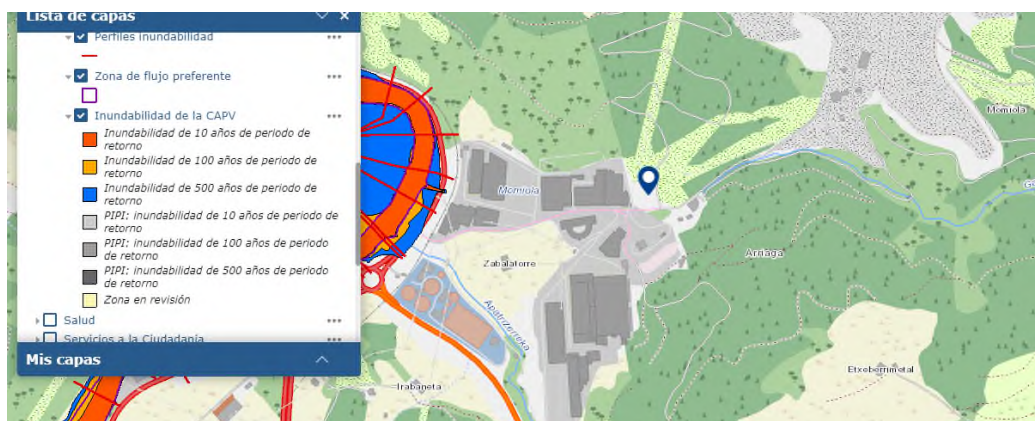 Lista de capas
Perfiles inundabilidad
Zona de flujo preferente
Inundabilidad de la CAPV
Inundabilidad de 10 años de periodo de
retorno
Inundabilidad de 100 años de periodo de
retorno
Inundabilidad de 500 años de periodo de
retorno
PIPI: inundabilidad de 10 años de periodo de
retorno
PIPI: inundabilidad de 100 años de periodo
de retorno
PIPI: inundabilidad de 500 años de periodo
de retorno
Zona en revisión
Salud
Servicios a la Ciudadanía
Mis capas
Momiola
Momiola
Arriaga
Zabalatorre
Apatrizerreka
Irabaneta
Etxeberrimetal